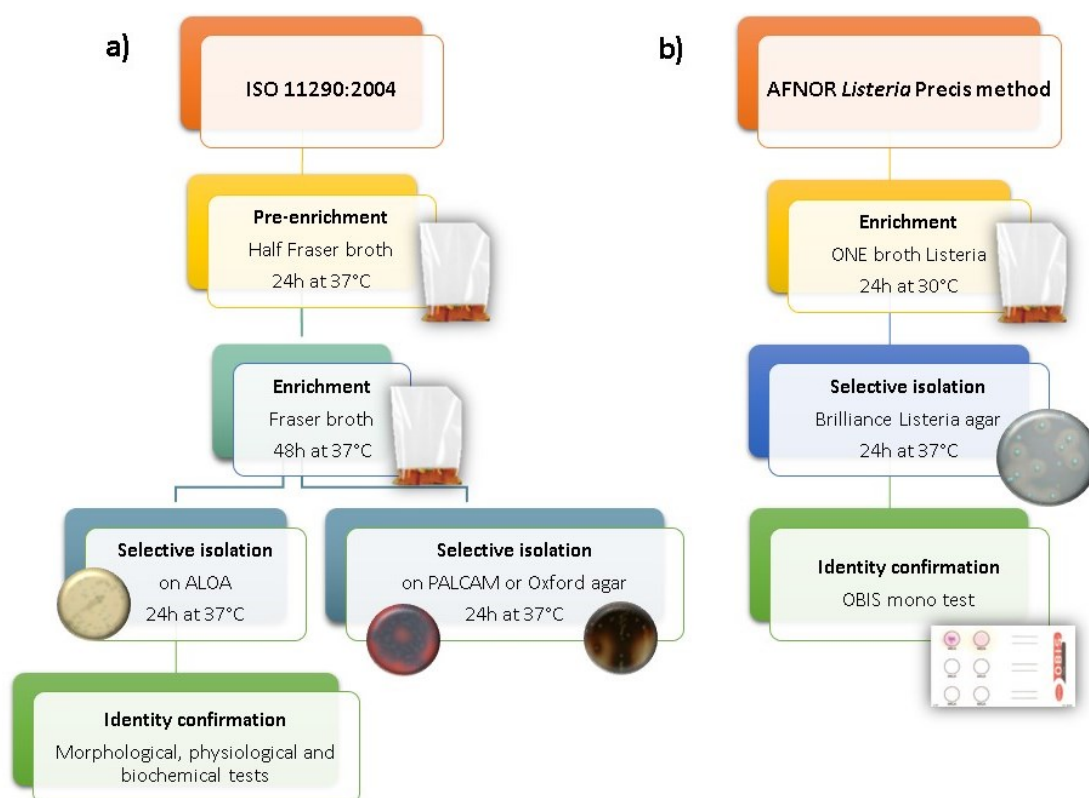 a)
ISO 11290:2004
Pre-enrichment
Half Fraser broth
24h at 37°C
Enrichment
Fraser broth
48h at 37°C
Selective isolation
on ALOA
24h at 37°C
Selective isolation
on PALCAM or Oxford agar
24h at 37°C
Identity confirmation
Morphological, physiological and
biochemical tests
b)
AFNOR Listeria Precis method
Enrichment
ONE broth Listeria
24h at 30°C
Selective isolation
Brilliance Listeria agar
24h at 37°C
Identity confirmation
OBIS mono test
OBIS